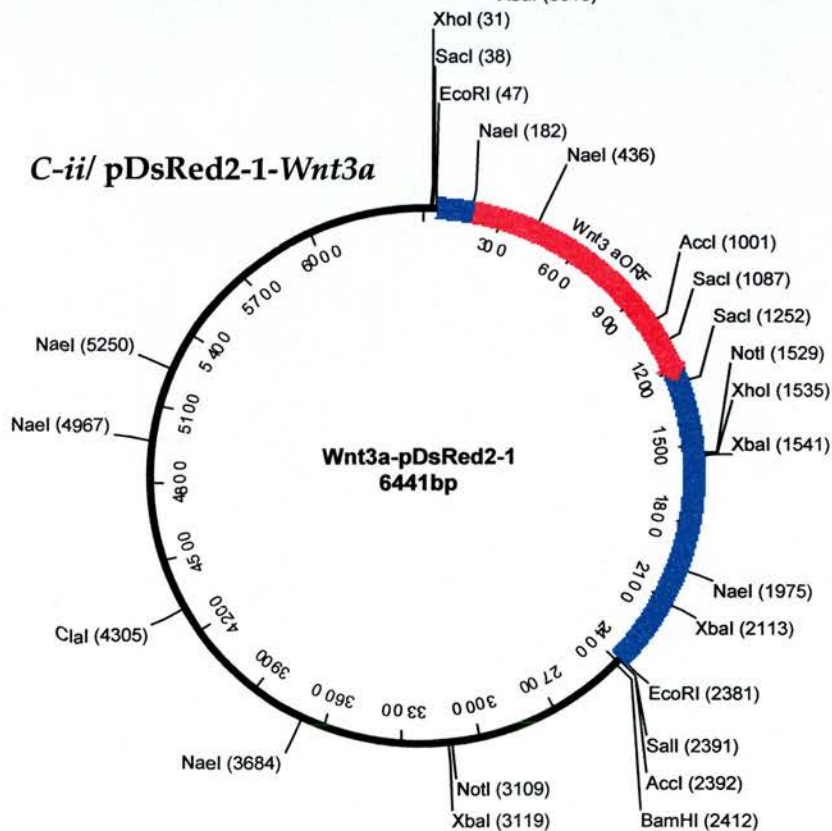 XhoI (31)
SacI (38)
EcoRI (47)
NaeI (182)
NaeI (436)
C-ii/ pDsRed2-1-Wnt3a
Wnt3 aORF
AccI (1001)
SacI (1087)
SacI (1252)
NotI (1529)
XhoI (1535)
XbaI (1541)
NaeI (1975)
XbaI (2113)
EcoRI (2381)
SalI (2391)
AccI (2392)
BamHI (2412)
NotI (3109)
XbaI (3119)
NaeI (3684)
ClaI (4305)
NaeI (4967)
NaeI (5250)
300
600
900
1200
1500
1800
2100
2400
2700
3000
3300
3600
3900
4200
4500
4800
5100
5400
5700
6000
Wnt3a-pDsRed2-1
6441bp